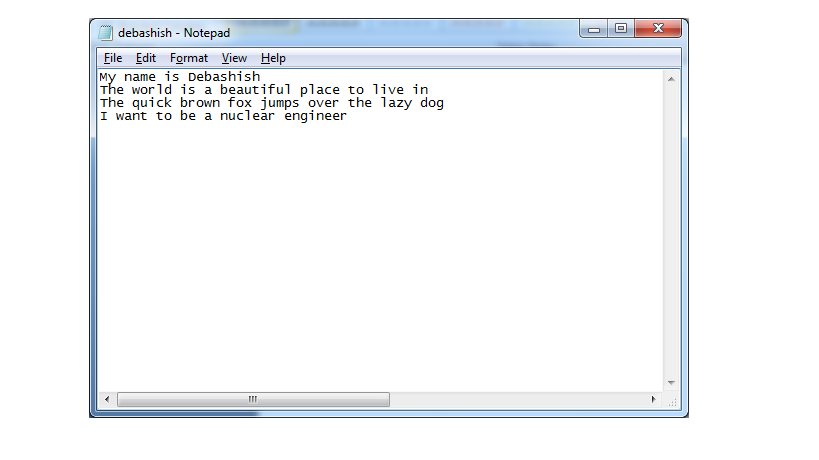 debashish - Notepad
File Edit Format View Help
My name is Debashish
The world is a beautiful place to live in
The quick brown fox jumps over the lazy dog
I want to be a nuclear engineer